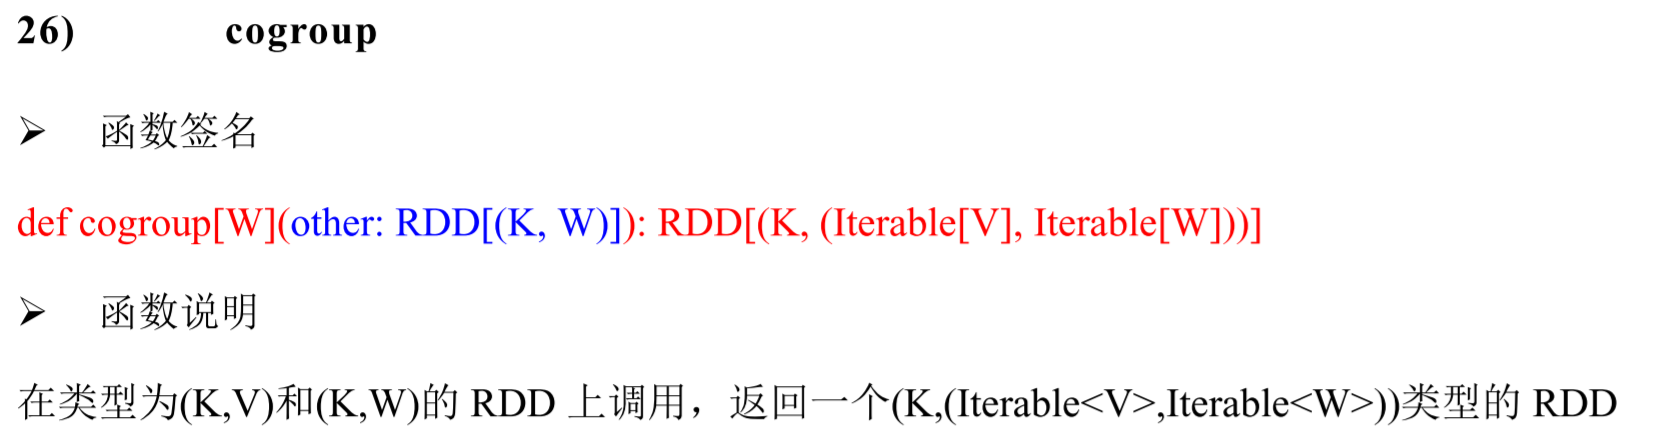 26) cogroup
➢ 函数签名
def cogroup[W](other: RDD[(K, W)]): RDD[(K, (Iterable[V], Iterable[W]))]
➢ 函数说明
在类型为(K,V)和(K,W)的 RDD 上调用，返回一个(K,(Iterable<V>,Iterable<W>))类型的 RDD